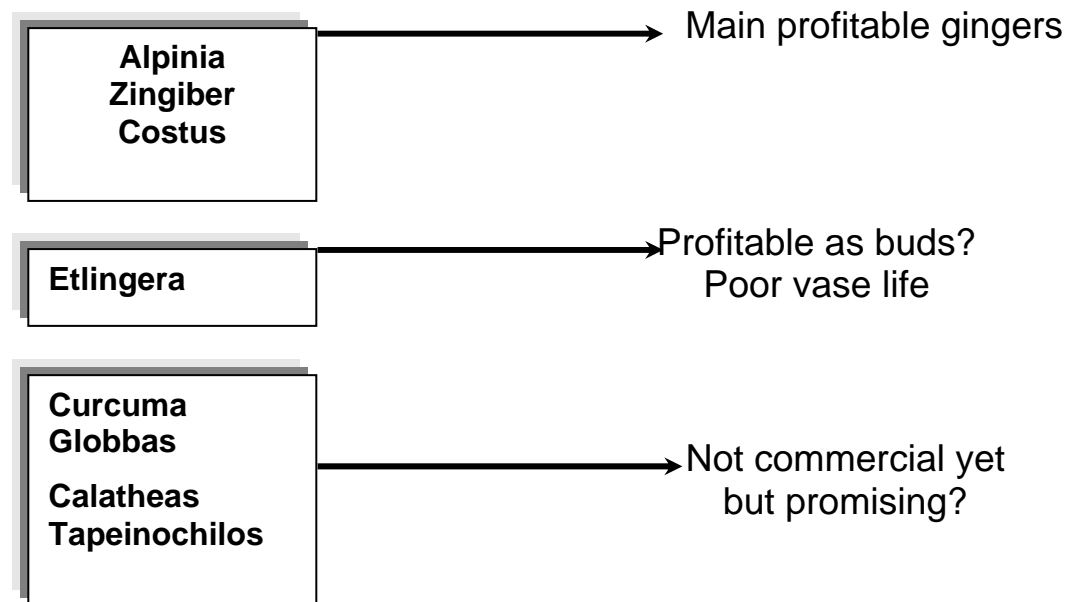 Alpinia
Zingiber
Costus
Main profitable gingers
Etlingera
Profitable as buds?
Poor vase life
Curcuma
Globbas
Calatheas
Tapeinochilos
Not commercial yet
but promising?